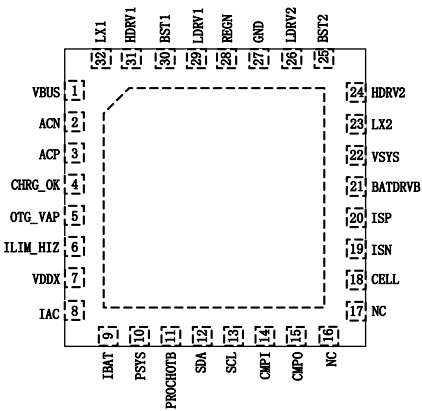 LX1
HDRV1
BST1
LDRV1
REGN
GND
LDRV2
BST2
32
31
30
29
28
27
26
25
VBUS 1
ACN 2
ACP 3
CHRG_OK 4
OTG_VAP 5
ILIM_HIZ 6
VDDX 7
IAC 8
24 HDRV2
23 LX2
22 VSYS
21 BATDRVB
20 ISP
19 ISN
18 CELL
17 NC
9
10
11
12
13
14
15
16
IBAT
PSYS
PROCHOTB
SDA
SCL
CMPI
CMPO
NC